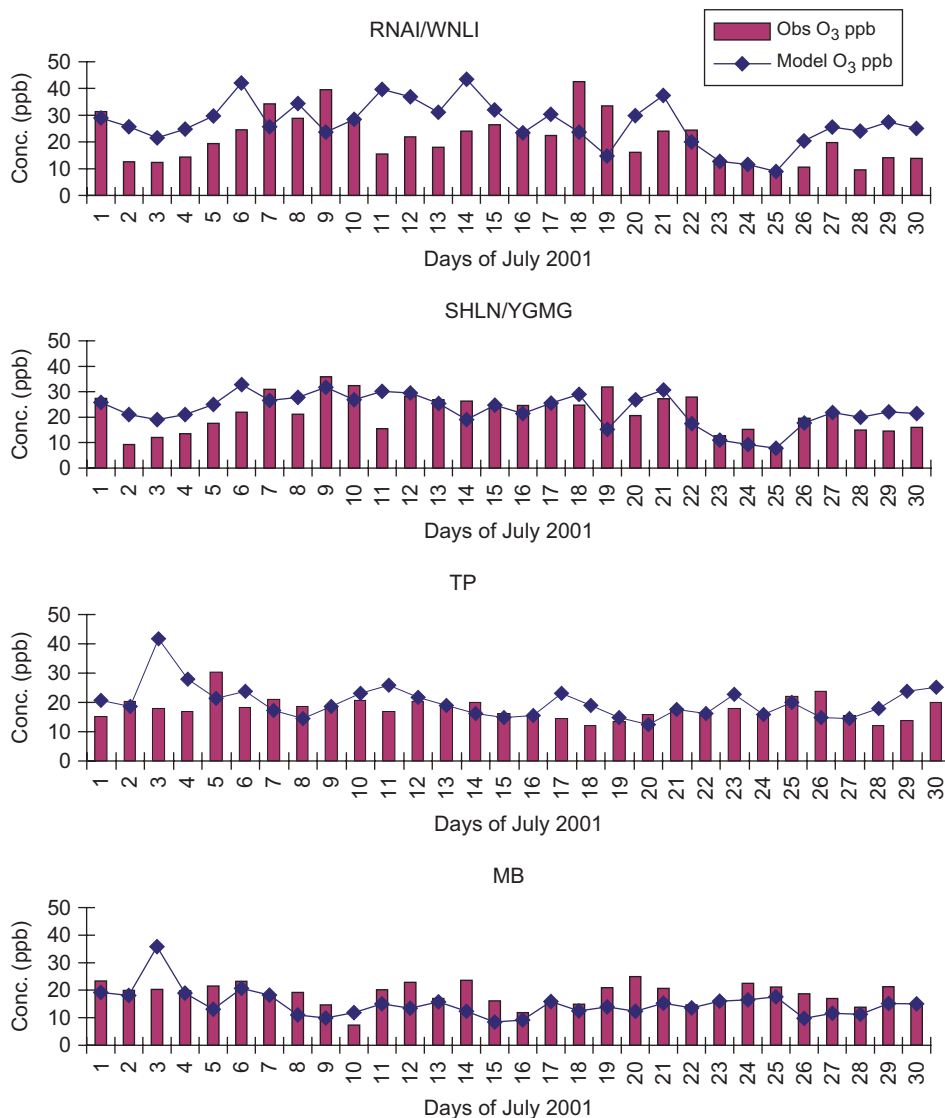 RNAI/WNLI
Obs O₃ ppb
Model O₃ ppb
Conc. (ppb)
50
40
30
20
10
0
1 2 3 4 5 6 7 8 9 10 11 12 13 14 15 16 17 18 19 20 21 22 23 24 25 26 27 28 29 30
Days of July 2001
SHLN/YGMG
Conc. (ppb)
50
40
30
20
10
0
1 2 3 4 5 6 7 8 9 10 11 12 13 14 15 16 17 18 19 20 21 22 23 24 25 26 27 28 29 30
Days of July 2001
TP
Conc. (ppb)
50
40
30
20
10
0
1 2 3 4 5 6 7 8 9 10 11 12 13 14 15 16 17 18 19 20 21 22 23 24 25 26 27 28 29 30
Days of July 2001
MB
Conc. (ppb)
50
40
30
20
10
0
1 2 3 4 5 6 7 8 9 10 11 12 13 14 15 16 17 18 19 20 21 22 23 24 25 26 27 28 29 30
Days of July 2001